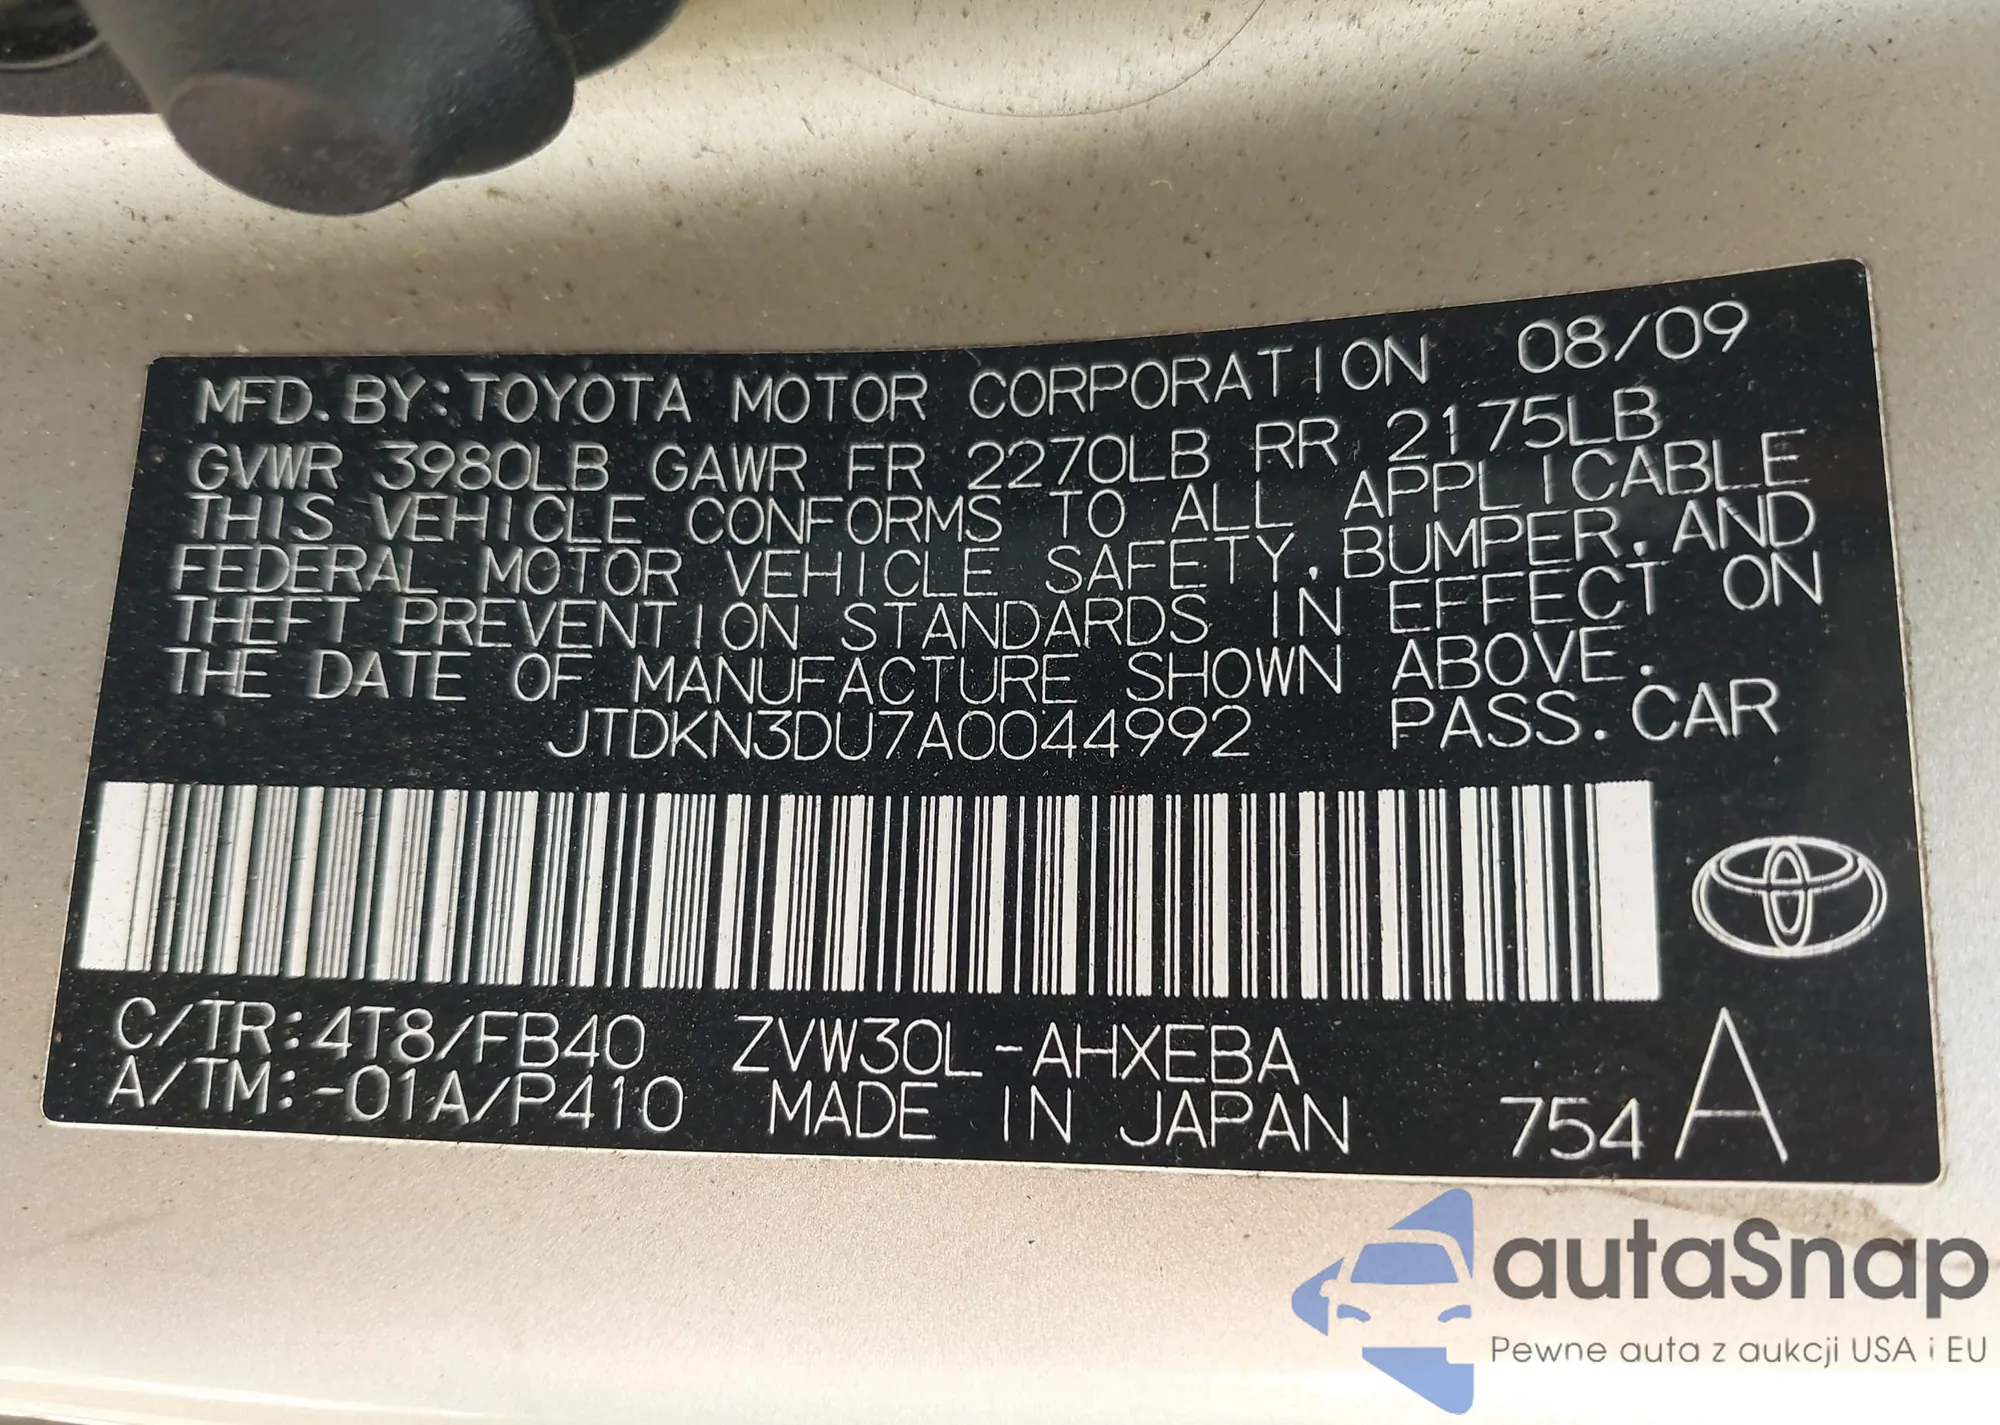 MFD. BY: TOYOTA MOTOR CORPORATION 08/09
GVWR 3980LB GAWR FR 2270LB RR 2175LB
THIS VEHICLE CONFORMS TO ALL APPLICABLE
FEDERAL MOTOR VEHICLE SAFETY, BUMPER, AND
THEFT PREVENTION STANDARDS IN EFFECT ON
THE DATE OF MANUFACTURE SHOWN ABOVE.
JTDKN3DU7A0044992 PASS. CAR
C/TR: 4T8/FB40 ZVW30L-AHXEBA
A/TM: -01A/P410 MADE IN JAPAN 754 A
autaSnap
Pewne auta z aukcji USA i EU